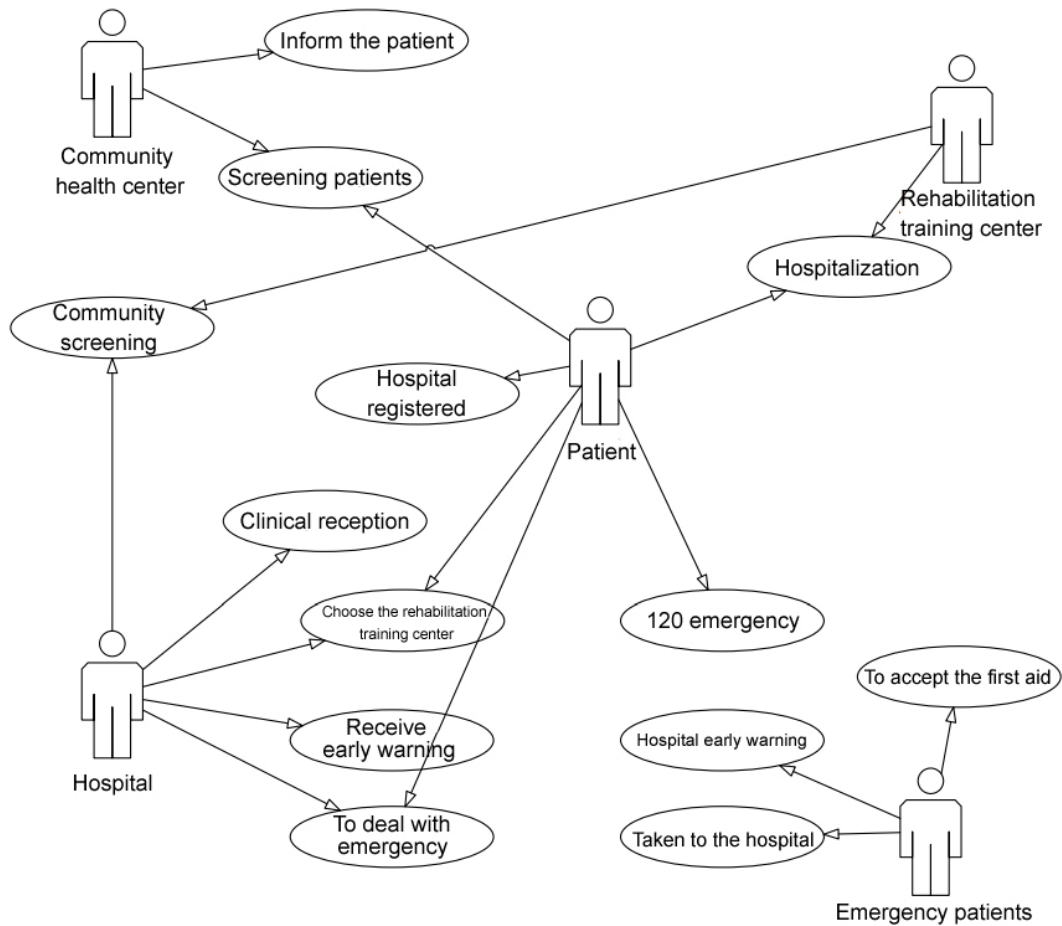 Inform the patient
Community
health center
Screening patients
Rehabilitation
training center
Hospitalization
Community
screening
Hospital
registered
Patient
Clinical reception
Choose the rehabilitation
training center
120 emergency
To accept the first aid
Receive
early warning
Hospital early warning
Hospital
To deal with
emergency
Taken to the hospital
Emergency patients